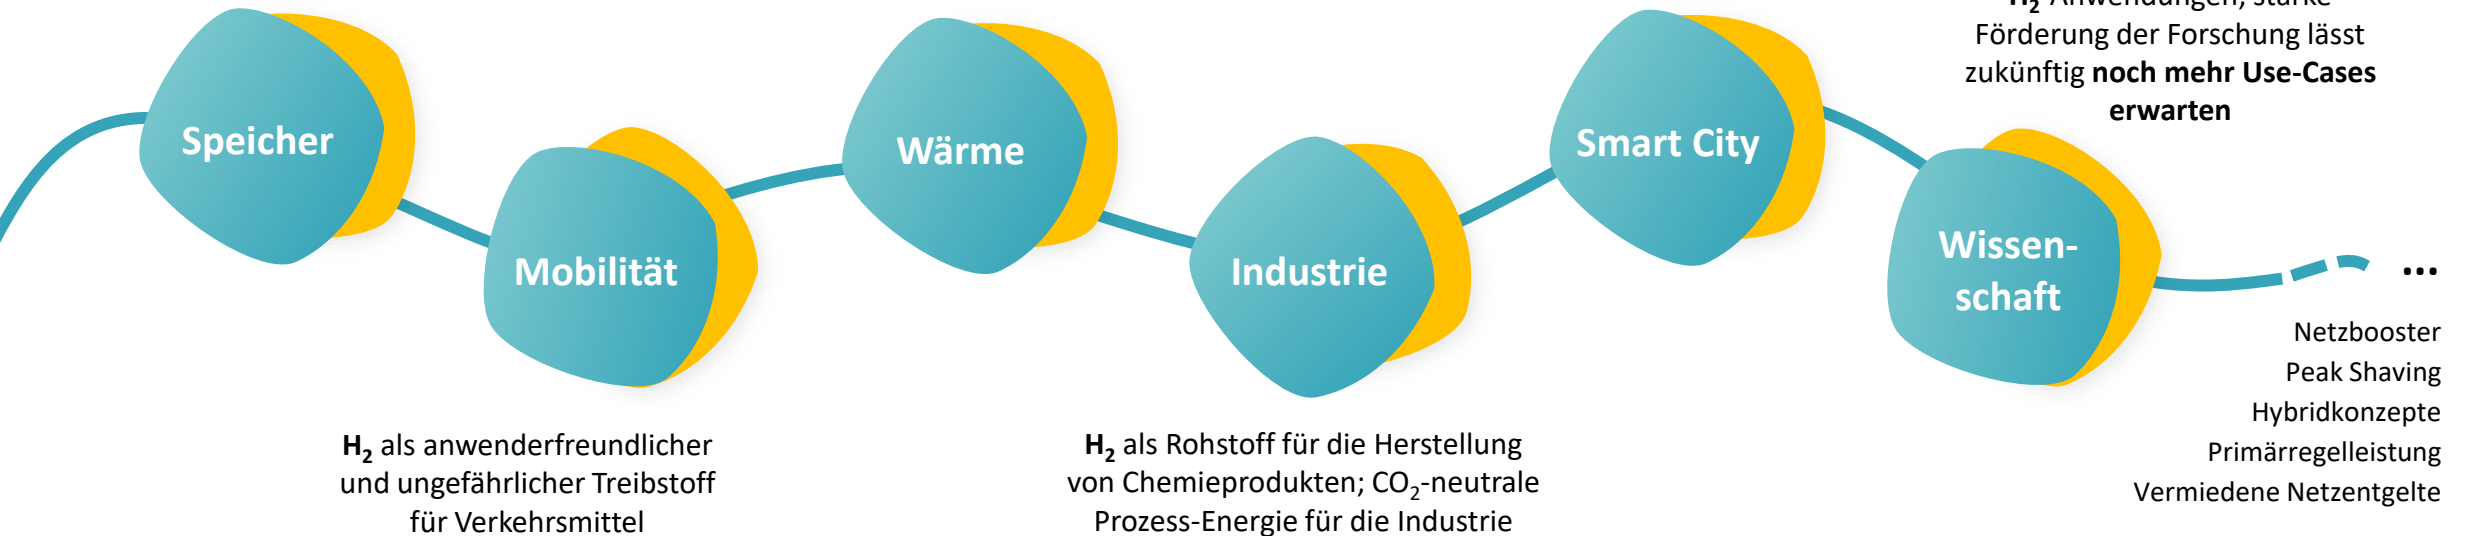 H₂-Anwendungen; starke
Förderung der Forschung lässt
zukünftig noch mehr Use-Cases
erwarten
Speicher
Mobilität
Wärme
Industrie
Smart City
Wissen-
schaft
...
Netzbooster
Peak Shaving
Hybridkonzepte
Primärregelleistung
Vermiedene Netzentgelte
H₂ als anwenderfreundlicher
und ungefährlicher Treibstoff
für Verkehrsmittel
H₂ als Rohstoff für die Herstellung
von Chemieprodukten; CO₂-neutrale
Prozess-Energie für die Industrie